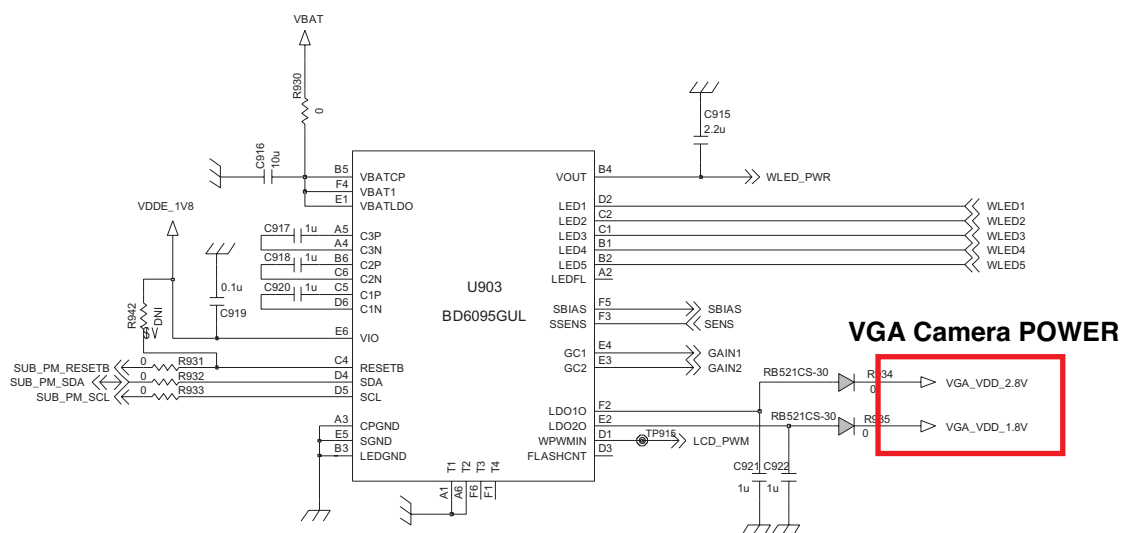 VBAT
R930
0
C916
10u
VDDE_1V8
0.1u
C919
R942
DNI
C917 1u
C918 1u
C920 1u
SUB_PM_RESETB 0 R931
SUB_PM_SDA 0 R932
SUB_PM_SCL 0 R933
B5 VBATCP
F4 VBAT1
E1 VBATLDO
A5 C3P
A4 C3N
B6 C2P
C6 C2N
C5 C1P
D6 C1N
E6 VIO
C4 RESETB
D4 SDA
D5 SCL
A3 CPGND
E5 SGND
B3 LEDGND
U903
BD6095GUL
T1 T2 T3 T4
A1 A6 F6 F1
C915
2.2u
VOUT B4 WLED_PWR
LED1 D2 WLED1
LED2 C2 WLED2
LED3 C1 WLED3
LED4 B1 WLED4
LED5 B2 WLED5
LEDFL A2
SBIAS F5 SBIAS
SSENS F3 SENS
GC1 E4 GAIN1
GC2 E3 GAIN2
LDO1O F2
LDO2O E2
WPWMIN D1 TP915 LCD_PWM
FLASHCNT D3
VGA Camera POWER
RB521CS-30 R934 0 VGA_VDD_2.8V
RB521CS-30 R935 0 VGA_VDD_1.8V
C921 C922
1u 1u